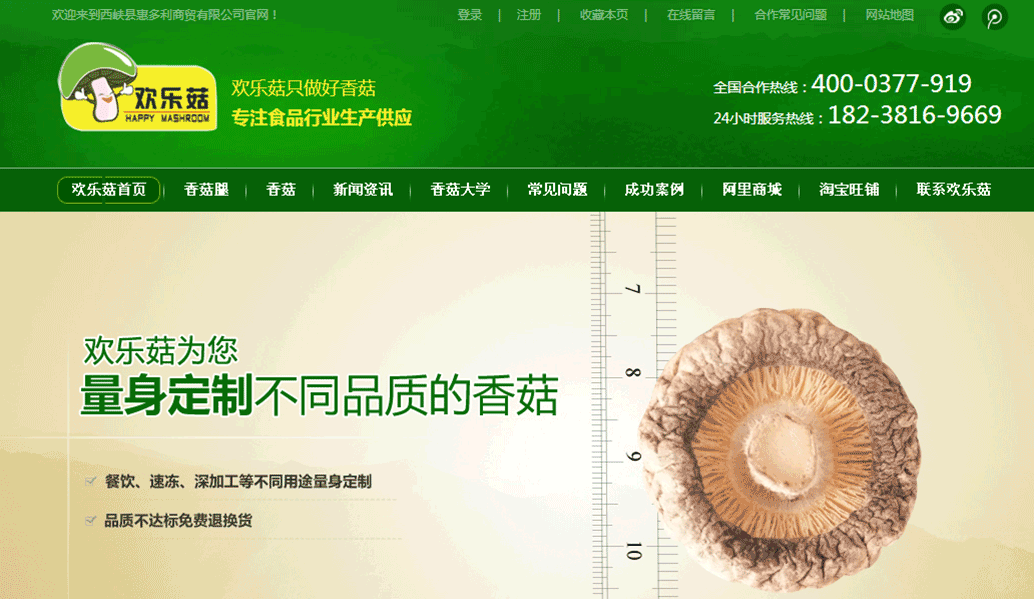 欢迎来到西峡县惠多利商贸有限公司官网！
登录 | 注册 | 收藏本页 | 在线留言 | 合作常见问题 | 网站地图
欢乐菇
HAPPY MASHROOM
欢乐菇只做好香菇
专注食品行业生产供应
全国合作热线：400-0377-919
24小时服务热线：182-3816-9669
欢乐菇首页 香菇腿 香菇 新闻资讯 香菇大学 常见问题 成功案例 阿里商城 淘宝旺铺 联系欢乐菇
欢乐菇为您
量身定制不同品质的香菇
餐饮、速冻、深加工等不同用途量身定制
品质不达标免费退换货
7
8
9
10